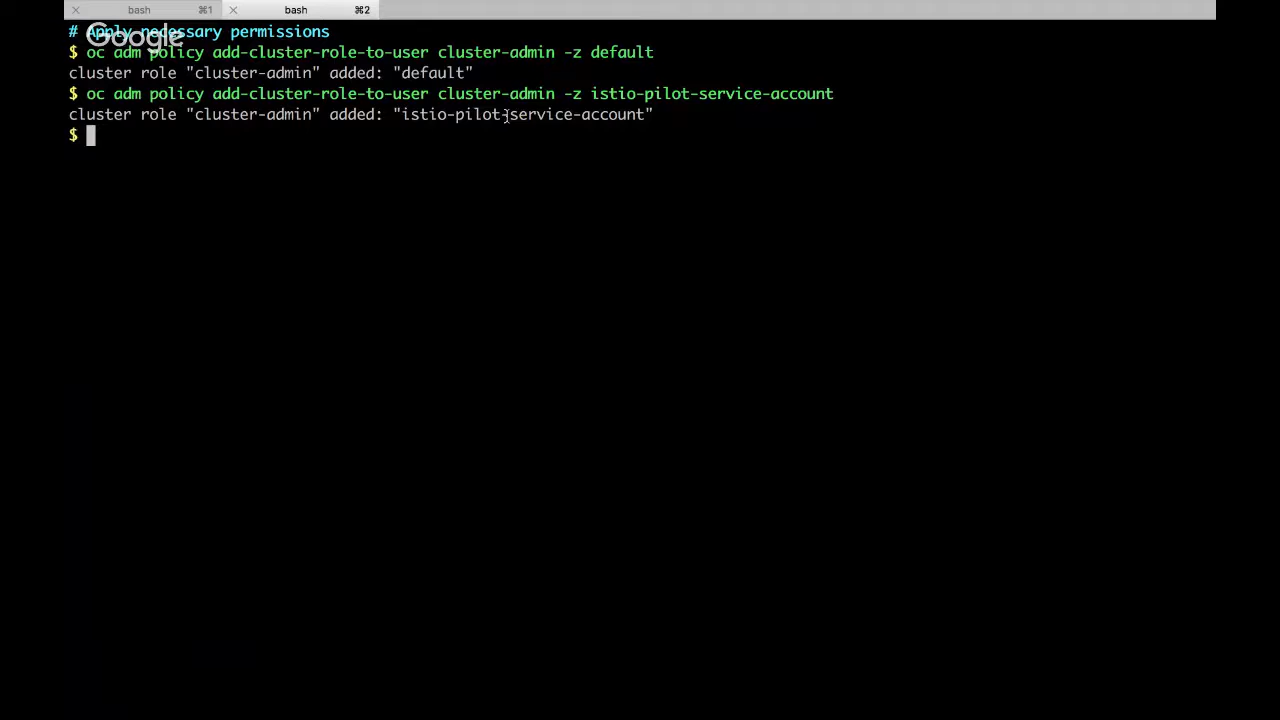 bash ⌘1 bash ⌘2
# Apply necessary permissions
Google
$ oc adm policy add-cluster-role-to-user cluster-admin -z default
cluster role "cluster-admin" added: "default"
$ oc adm policy add-cluster-role-to-user cluster-admin -z istio-pilot-service-account
cluster role "cluster-admin" added: "istio-pilot-service-account"
$